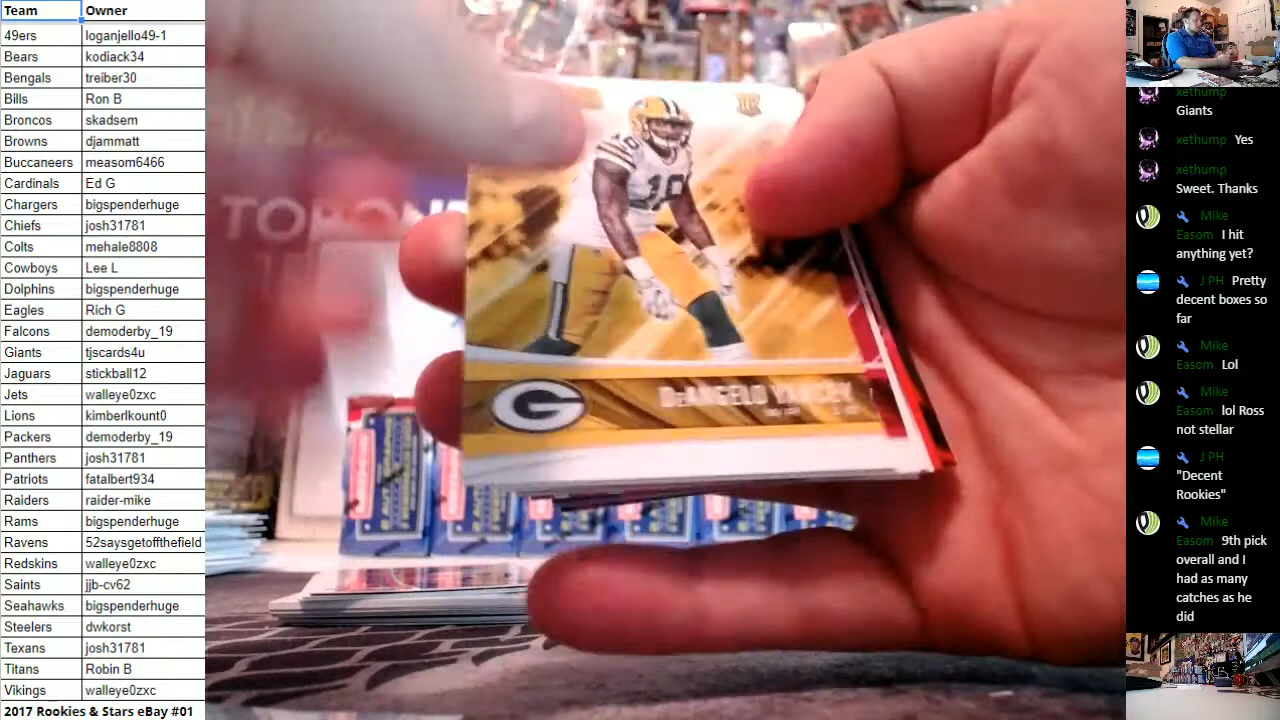 Team Owner
49ers loganjello49-1
Bears kodiack34
Bengals treiber30
Bills Ron B
Broncos skadsem
Browns djammatt
Buccaneers measom6466
Cardinals Ed G
Chargers bigspenderhuge
Chiefs josh31781
Colts mehale8808
Cowboys Lee L
Dolphins bigspenderhuge
Eagles Rich G
Falcons demoderby_19
Giants tjscards4u
Jaguars stickball12
Jets walleye0zxc
Lions kimberlkount0
Packers demoderby_19
Panthers josh31781
Patriots fatalbert934
Raiders raider-mike
Rams bigspenderhuge
Ravens 52saysgetoffthefield
Redskins walleye0zxc
Saints jjb-cv62
Seahawks bigspenderhuge
Steelers dwkorst
Texans josh31781
Titans Robin B
Vikings walleye0zxc
2017 Rookies & Stars eBay #01
G
DeANGELO YANCEY
xethump
Giants
xethump Yes
xethump
Sweet. Thanks
Mike
Easom I hit
anything yet?
J PH Pretty
decent boxes so
far
Mike
Easom Lol
Mike
Easom lol Ross
not stellar
J PH
"Decent
Rookies"
Mike
Easom 9th pick
overall and I
had as many
catches as he
did